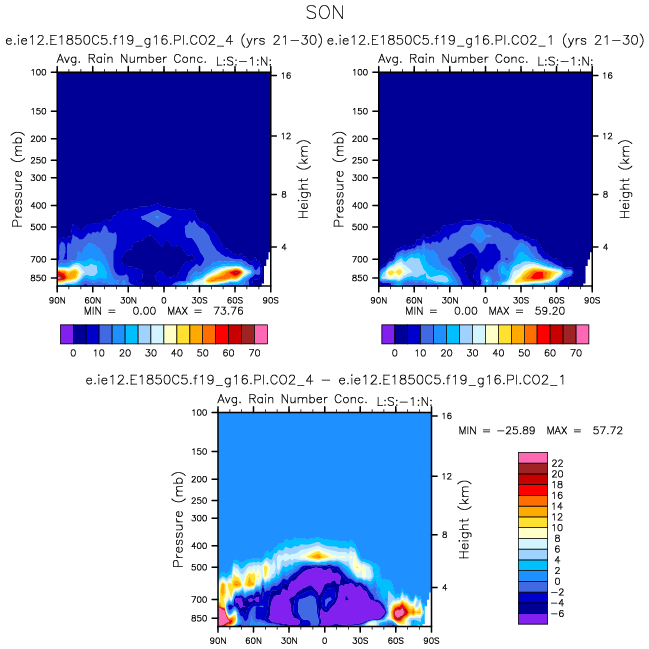 SON
e.ie12.E1850C5.f19_g16.PI.CO2_4 (yrs 21-30) e.ie12.E1850C5.f19_g16.PI.CO2_1 (yrs 21-30)
Avg. Rain Number Conc. L:S:-1:N:
Pressure (mb)
100
150
200
250
300
400
500
700
850
16
12
8
4
Height (km)
90N 60N 30N 0 30S 60S 90S
MIN = 0.00 MAX = 73.76
0 10 20 30 40 50 60 70
Avg. Rain Number Conc. L:S:-1:N:
Pressure (mb)
100
150
200
250
300
400
500
700
850
16
12
8
4
Height (km)
90N 60N 30N 0 30S 60S 90S
MIN = 0.00 MAX = 59.20
0 10 20 30 40 50 60 70
e.ie12.E1850C5.f19_g16.PI.CO2_4 - e.ie12.E1850C5.f19_g16.PI.CO2_1
Avg. Rain Number Conc. L:S:-1:N:
Pressure (mb)
100
150
200
250
300
400
500
700
850
16
12
8
4
Height (km)
90N 60N 30N 0 30S 60S 90S
MIN = -25.89 MAX = 57.72
22
20
18
16
14
12
10
8
6
4
2
0
-2
-4
-6